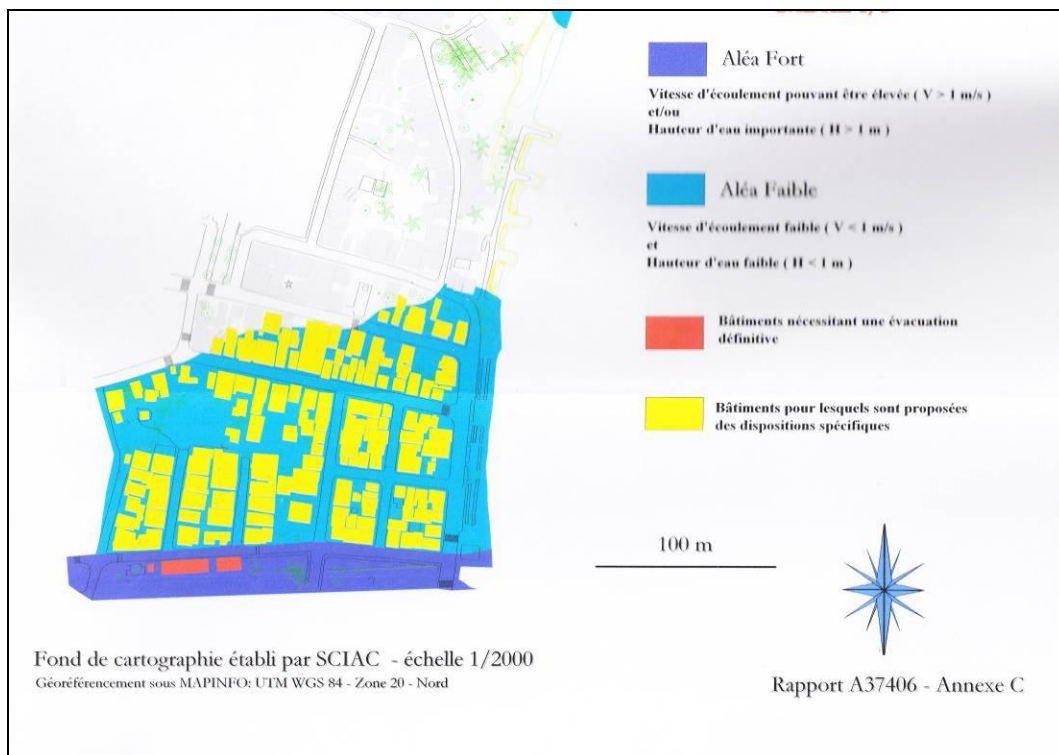 Aléa Fort
Vitesse d'écoulement pouvant être élevée ( V > 1 m/s )
et/ou
Hauteur d'eau importante ( H > 1 m )
Aléa Faible
Vitesse d'écoulement faible ( V < 1 m/s )
et
Hauteur d'eau faible ( H < 1 m )
Bâtiments nécessitant une évacuation
définitive
Bâtiments pour lesquels sont proposées
des dispositions spécifiques
100 m
Fond de cartographie établi par SCIAC - échelle 1/2000
Géoréférencement sous MAPINFO: UTM WGS 84 - Zone 20 - Nord
Rapport A37406 - Annexe C